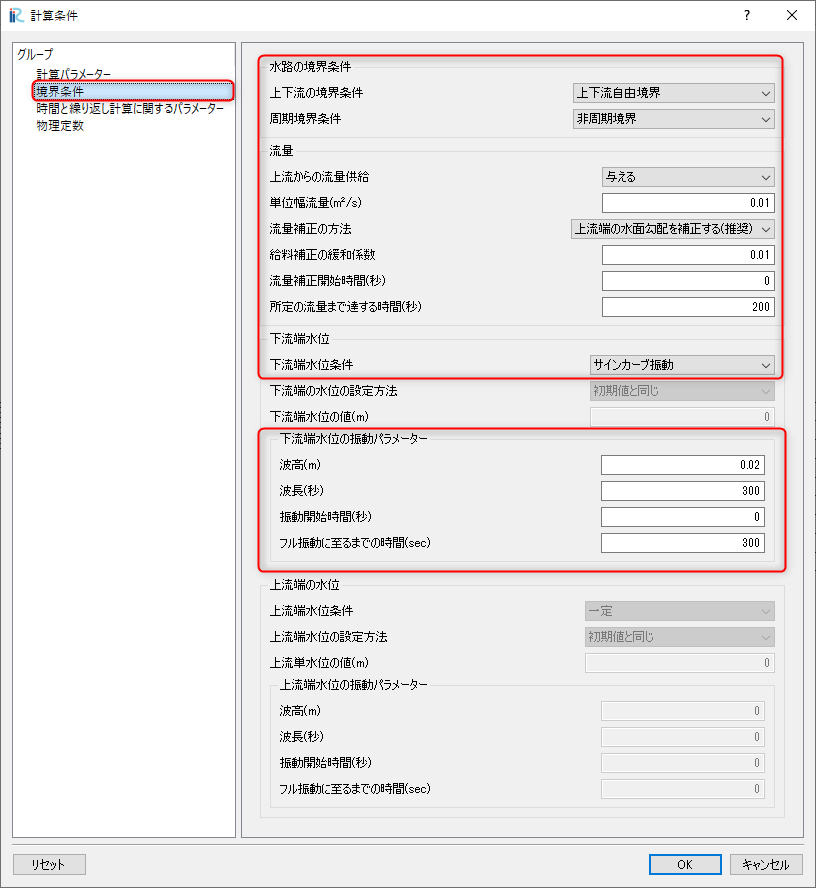 計算条件
グループ
計算パラメーター
境界条件
時間と繰り返し計算に関するパラメーター
物理定数
水路の境界条件
上下流の境界条件 上下流自由境界
周期境界条件 非周期境界
流量
上流からの流量供給 与える
単位幅流量(m²/s) 0.01
流量補正の方法 上流端の水面勾配を補正する(推奨)
給料補正の緩和係数 0.01
流量補正開始時間(秒) 0
所定の流量まで達する時間(秒) 200
下流端水位
下流端水位条件 サインカーブ振動
下流端の水位の設定方法 初期値と同じ
下流端水位の値(m) 0
下流端水位の振動パラメーター
波高(m) 0.02
波長(秒) 300
振動開始時間(秒) 0
フル振動に至るまでの時間(sec) 300
上流端の水位
上流端水位条件 一定
上流端水位の設定方法 初期値と同じ
上流単水位の値(m) 0
上流端水位の振動パラメーター
波高(m) 0
波長(秒) 0
振動開始時間(秒) 0
フル振動に至るまでの時間(sec) 0
リセット OK キャンセル